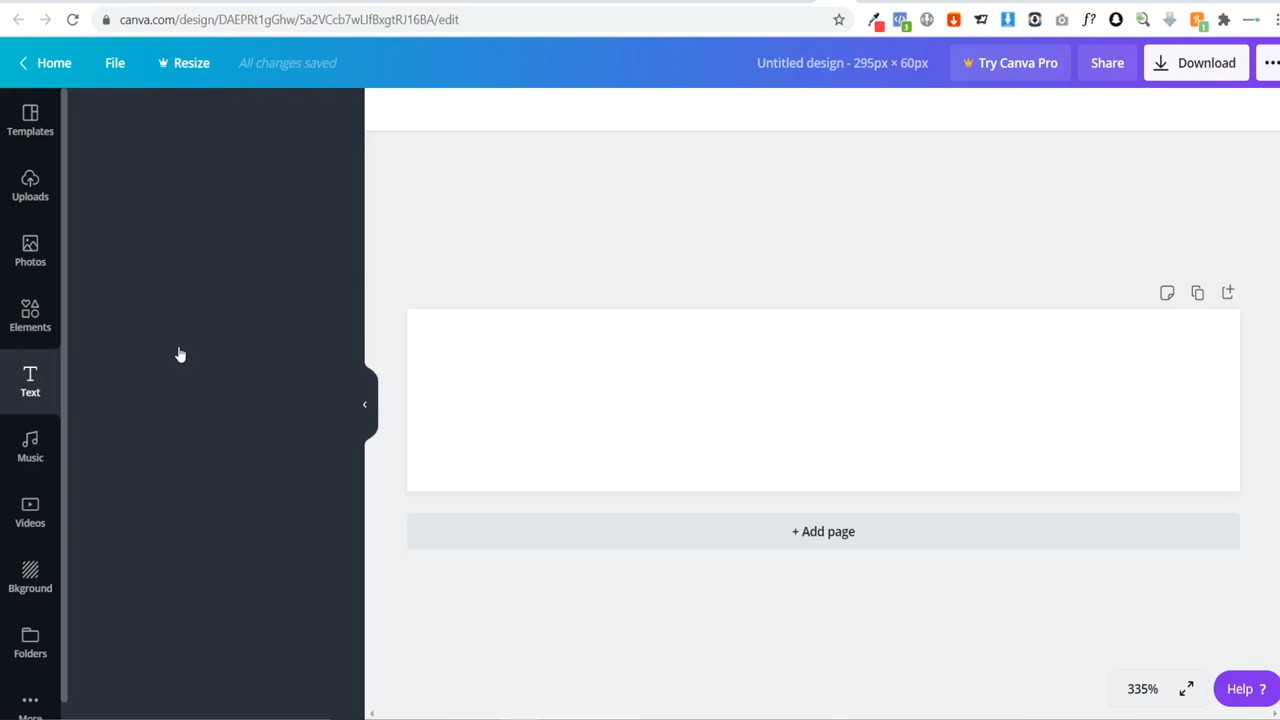 canva.com/design/DAEPRt1gGhw/5a2VCcb7wLlfBxgtRJ16BA/edit
Home
File
Resize
All changes saved
Untitled design - 295px × 60px
Try Canva Pro
Share
Download
Templates
Uploads
Photos
Elements
Text
Music
Videos
Bkground
Folders
More
+ Add page
335%
Help ?